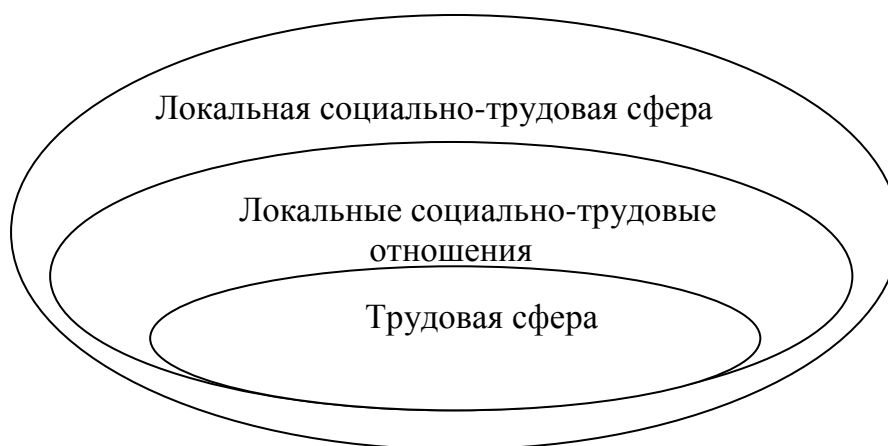 Локальная социально-трудовая сфера
Локальные социально-трудовые
отношения
Трудовая сфера